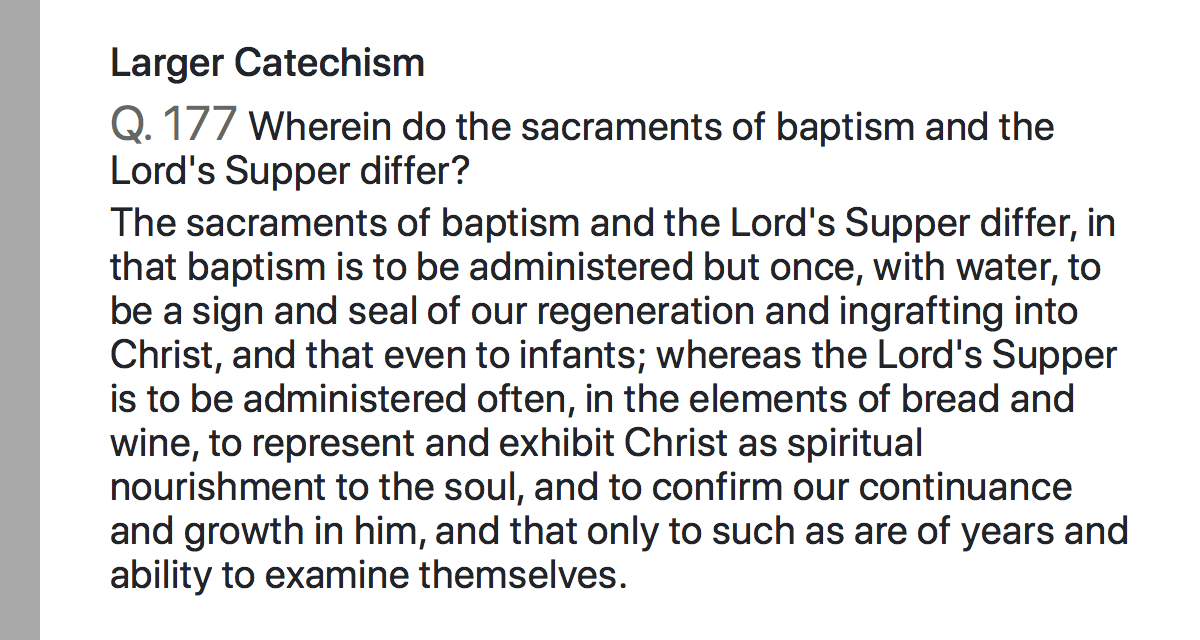 Larger Catechism
Q. 177 Wherein do the sacraments of baptism and the
Lord's Supper differ?
The sacraments of baptism and the Lord's Supper differ, in
that baptism is to be administered but once, with water, to
be a sign and seal of our regeneration and ingrafting into
Christ, and that even to infants; whereas the Lord's Supper
is to be administered often, in the elements of bread and
wine, to represent and exhibit Christ as spiritual
nourishment to the soul, and to confirm our continuance
and growth in him, and that only to such as are of years and
ability to examine themselves.